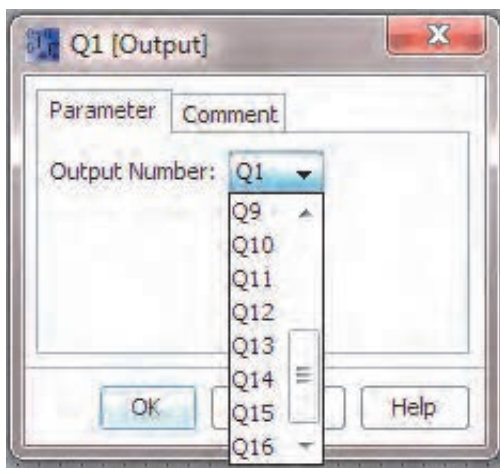 Q1 [Output]
Parameter Comment
Output Number: Q1
Q9
Q10
Q11
Q12
Q13
Q14
Q15
Q16
OK Help